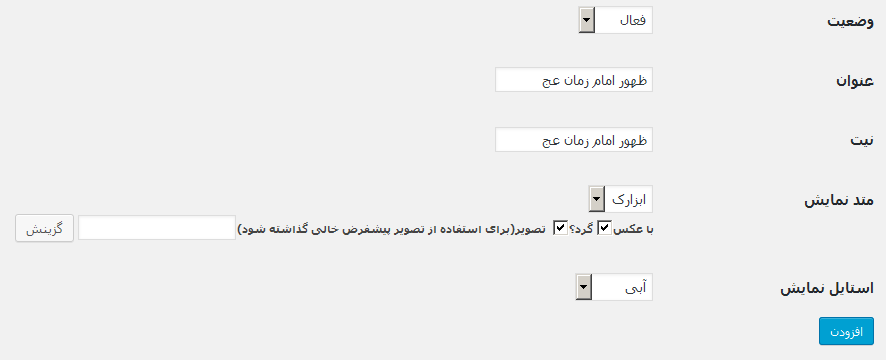 وضعیت فعال
عنوان ظهور امام زمان عج
نیت ظهور امام زمان عج
متد نمایش ابزارک
با عکس گرد؟ تصویر(برای استفاده از تصویر پیشفرض خالی گذاشته شود) گزینش
استایل نمایش آبی
افزودن